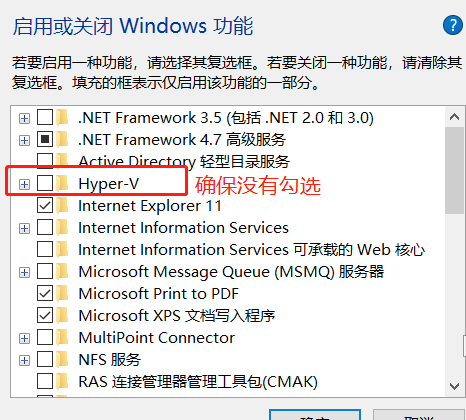 启用或关闭 Windows 功能
?
若要启用一种功能，请选择其复选框。若要关闭一种功能，请清除其
复选框。填充的框表示仅启用该功能的一部分。
.NET Framework 3.5 (包括 .NET 2.0 和 3.0)
.NET Framework 4.7 高级服务
Active Directory 轻型目录服务
Hyper-V 确保没有勾选
Internet Explorer 11
Internet Information Services
Internet Information Services 可承载的 Web 核心
Microsoft Message Queue (MSMQ) 服务器
Microsoft Print to PDF
Microsoft XPS 文档写入程序
MultiPoint Connector
NFS 服务
RAS 连接管理器管理工具包(CMAK)